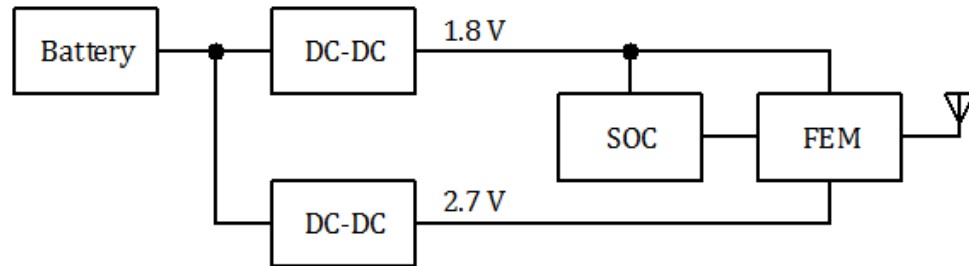 Battery
DC-DC
1.8 V
SOC
FEM
DC-DC
2.7 V